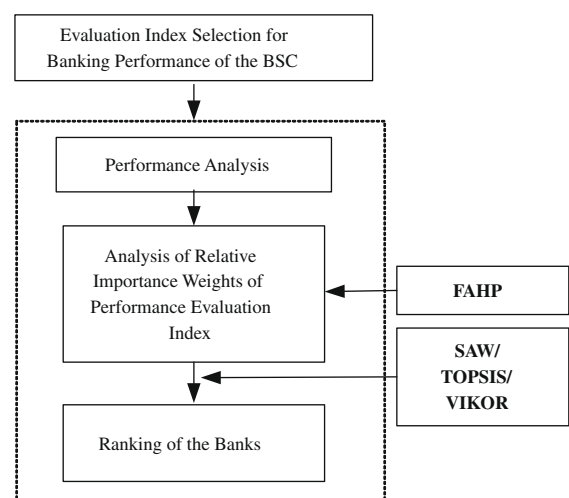 Evaluation Index Selection for
Banking Performance of the BSC
Performance Analysis
Analysis of Relative
Importance Weights of
Performance Evaluation
Index
FAHP
SAW/
TOPSIS/
VIKOR
Ranking of the Banks